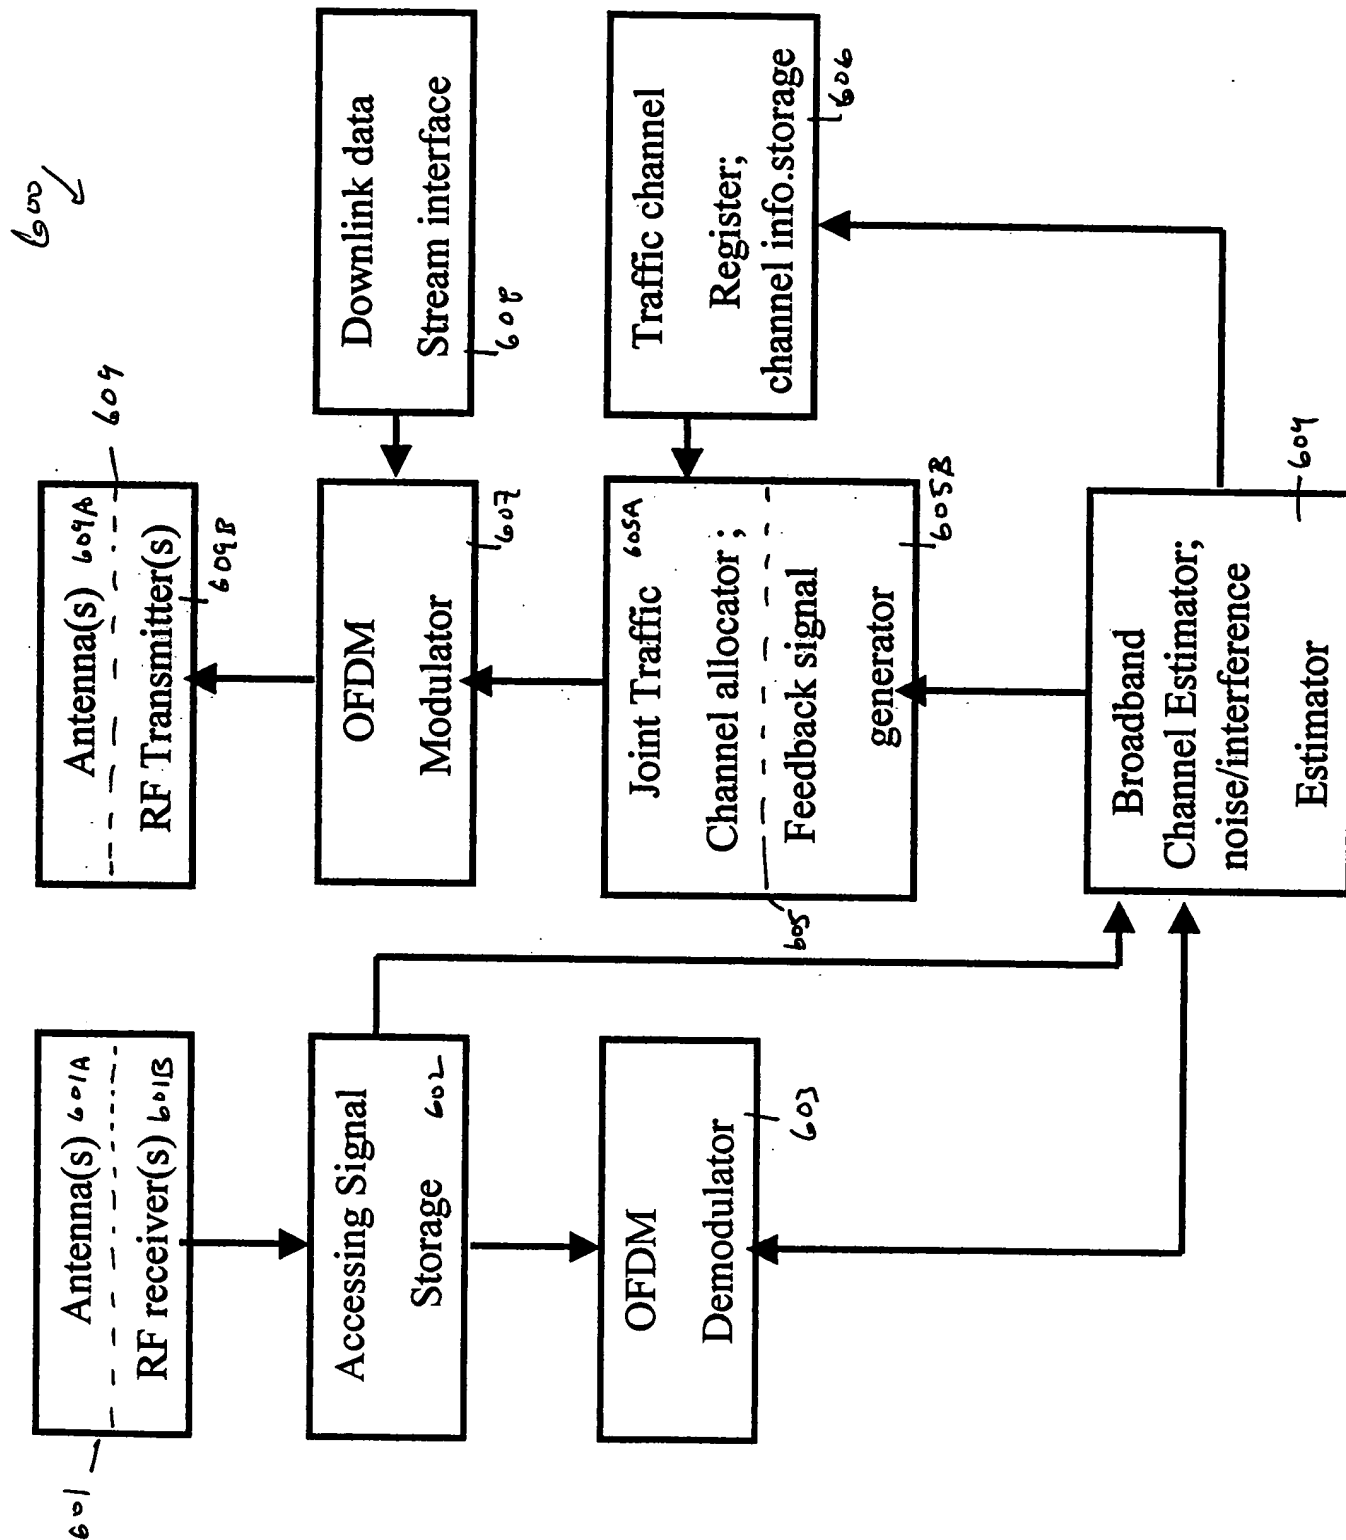 600
601
Antenna(s) 601A
RF receiver(s) 601B
Accessing Signal
Storage 602
OFDM
Demodulator
603
Antenna(s) 609A
RF Transmitter(s)
609
609B
OFDM
Modulator
607
Downlink data
Stream interface
608
Joint Traffic 605A
Channel allocator ;
Feedback signal
generator
605
605B
Traffic channel
Register;
channel info.storage
606
Broadband
Channel Estimator;
noise/interference
Estimator
604